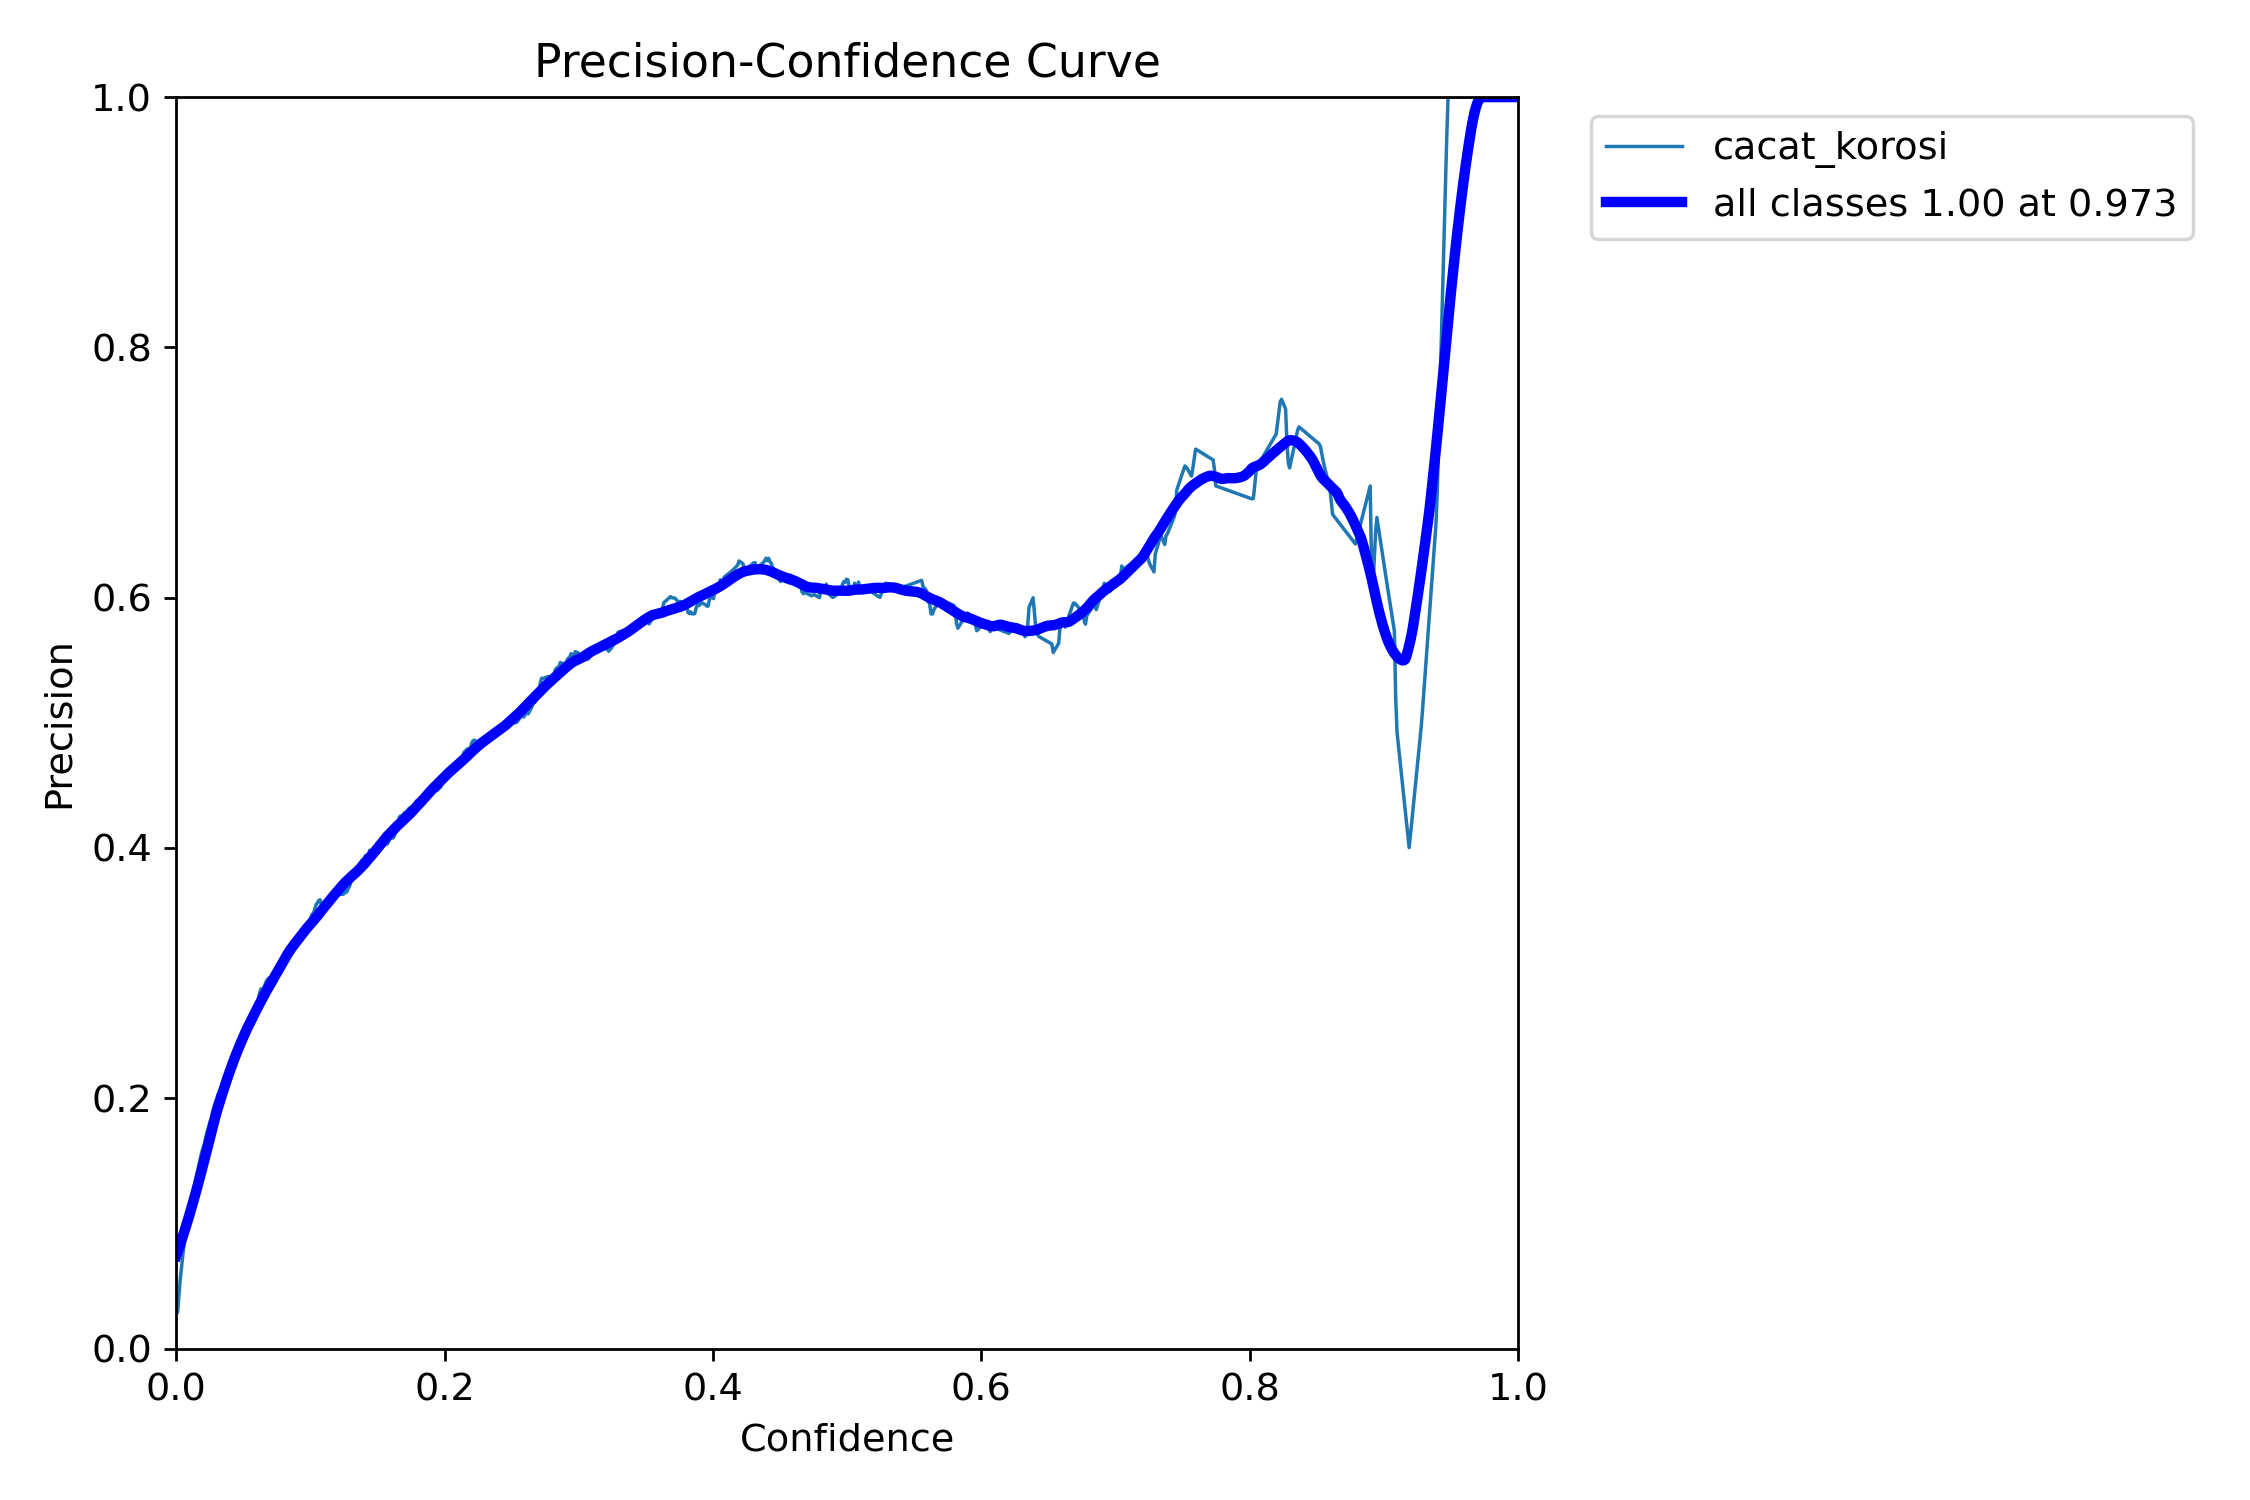 Precision-Confidence Curve
1.0
0.8
0.6
0.4
0.2
0.0
Precision
0.0 0.2 0.4 0.6 0.8 1.0
Confidence
cacat_korosi
all classes 1.00 at 0.973